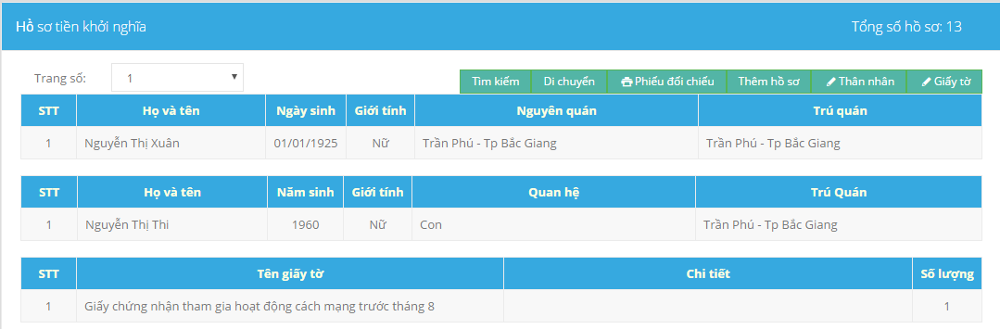 Hồ sơ tiền khởi nghĩa Tổng số hồ sơ: 13
Trang số: 1 Tìm kiếm Di chuyển Phiếu đối chiếu Thêm hồ sơ Thân nhân Giấy tờ
STT Họ và tên Ngày sinh Giới tính Nguyên quán Trú quán
1 Nguyễn Thị Xuân 01/01/1925 Nữ Trần Phú - Tp Bắc Giang Trần Phú - Tp Bắc Giang
STT Họ và tên Năm sinh Giới tính Quan hệ Trú Quán
1 Nguyễn Thị Thi 1960 Nữ Con Trần Phú - Tp Bắc Giang
STT Tên giấy tờ Chi tiết Số lượng
1 Giấy chứng nhận tham gia hoạt động cách mạng trước tháng 8 1